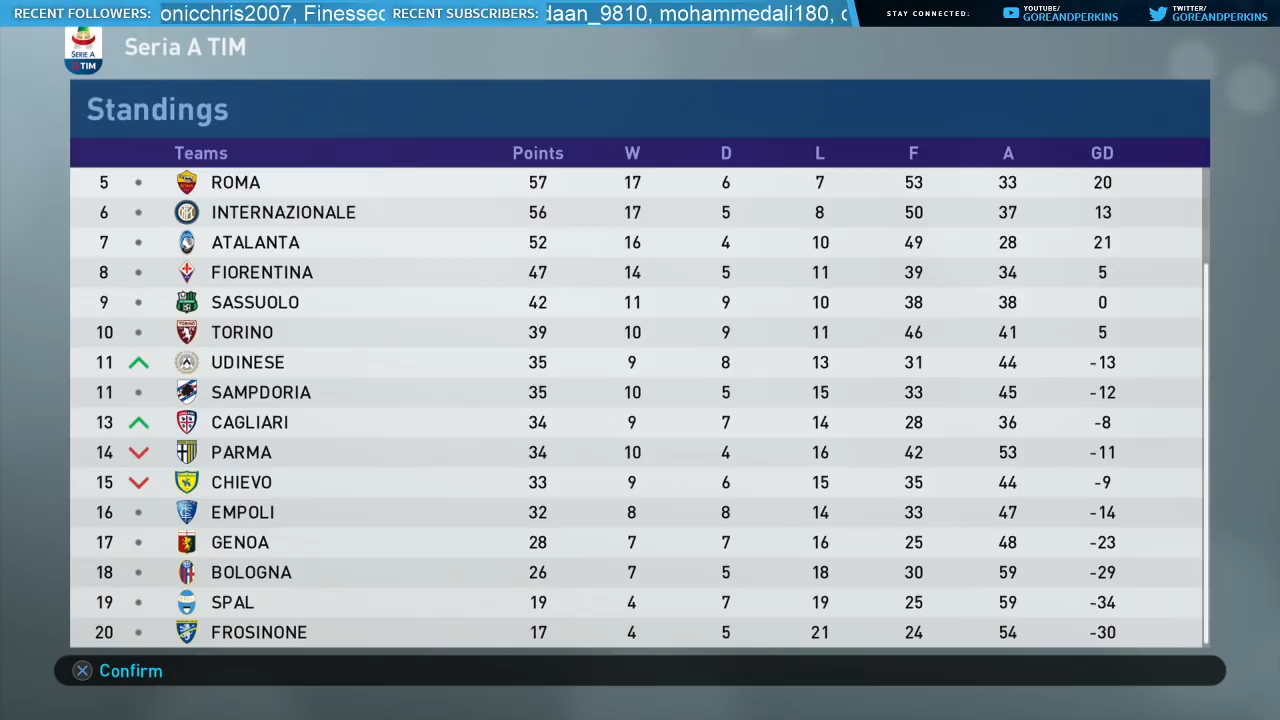 RECENT FOLLOWERS: onicchris2007, Finessec RECENT SUBSCRIBERS: daan_9810, mohammedali180, STAY CONNECTED: YOUTUBE/ GOREANDPERKINS TWITTER/ GOREANDPERKINS
SERIE A
TIM
Seria A TIM
Standings
Teams Points W D L F A GD
5 ROMA 57 17 6 7 53 33 20
6 INTERNAZIONALE 56 17 5 8 50 37 13
7 ATALANTA 52 16 4 10 49 28 21
8 FIORENTINA 47 14 5 11 39 34 5
9 SASSUOLO 42 11 9 10 38 38 0
10 TORINO 39 10 9 11 46 41 5
11 UDINESE 35 9 8 13 31 44 -13
11 SAMPDORIA 35 10 5 15 33 45 -12
13 CAGLIARI 34 9 7 14 28 36 -8
14 PARMA 34 10 4 16 42 53 -11
15 CHIEVO 33 9 6 15 35 44 -9
16 EMPOLI 32 8 8 14 33 47 -14
17 GENOA 28 7 7 16 25 48 -23
18 BOLOGNA 26 7 5 18 30 59 -29
19 SPAL 19 4 7 19 25 59 -34
20 FROSINONE 17 4 5 21 24 54 -30
Confirm